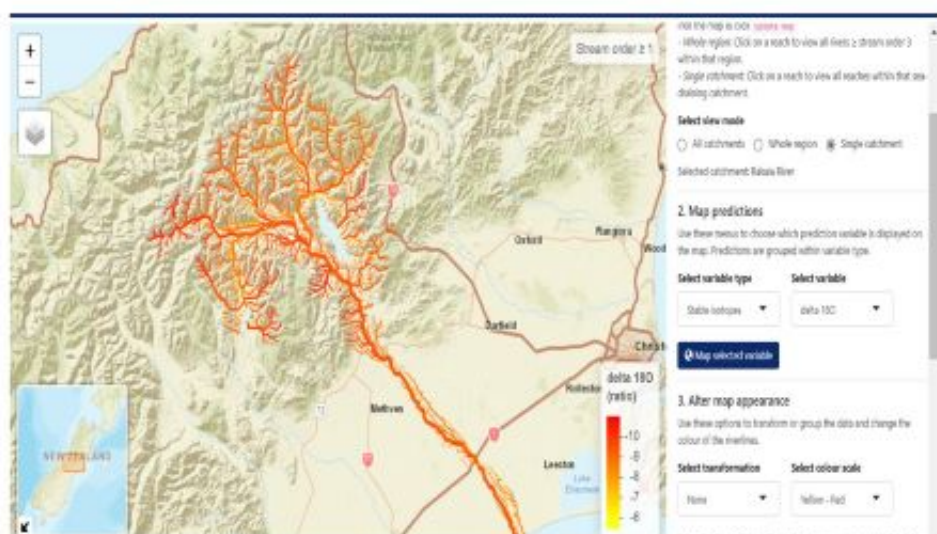 +
−
Stream order ≥ 1
Oxford
Rangiora
Darfield
Methven
Leeston
NEW ZEALAND
delta 18O
(ratio)
-10
-9
-8
-7
-6
not the map is click
- Whole region: Click on a reach to view all rivers ≥ stream order 3
within that region.
- Single catchment: Click on a reach to view all reaches within that sea-
draining catchment.
Select view mode
All catchments
Whole region
Single catchment
Selected catchment: Rakaia River
2. Map predictions
Use these menus to choose which prediction variable is displayed on
the map. Predictions are grouped within variable type.
Select variable type
Select variable
Stable isotopes
delta 18O
Map selected variable
3. Alter map appearance
Use these options to transform or group the data and change the
colour of the riverlines.
Select transformation
Select colour scale
None
Yellow - Red